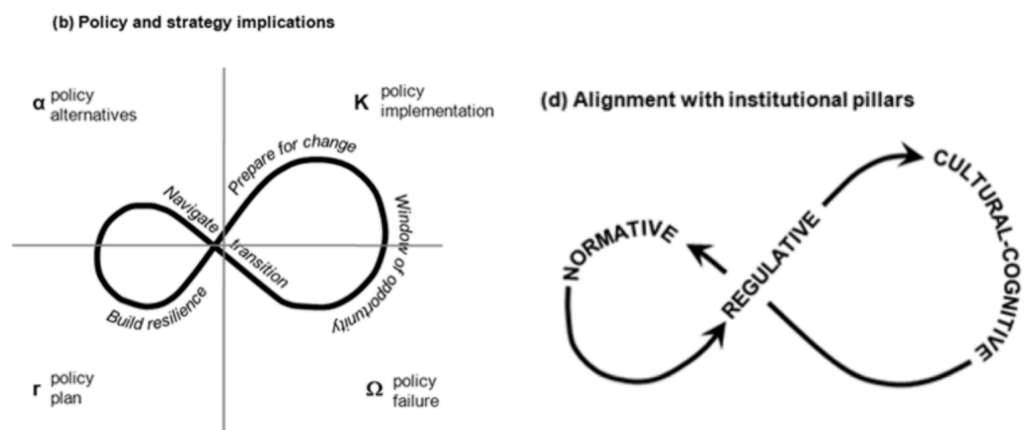 (b) Policy and strategy implications
α policy
alternatives
K policy
implementation
Prepare for change
Navigate transition
Window of opportunity
Build resilience
r policy
plan
Ω policy
failure
(d) Alignment with institutional pillars
NORMATIVE
REGULATIVE
CULTURAL-COGNITIVE